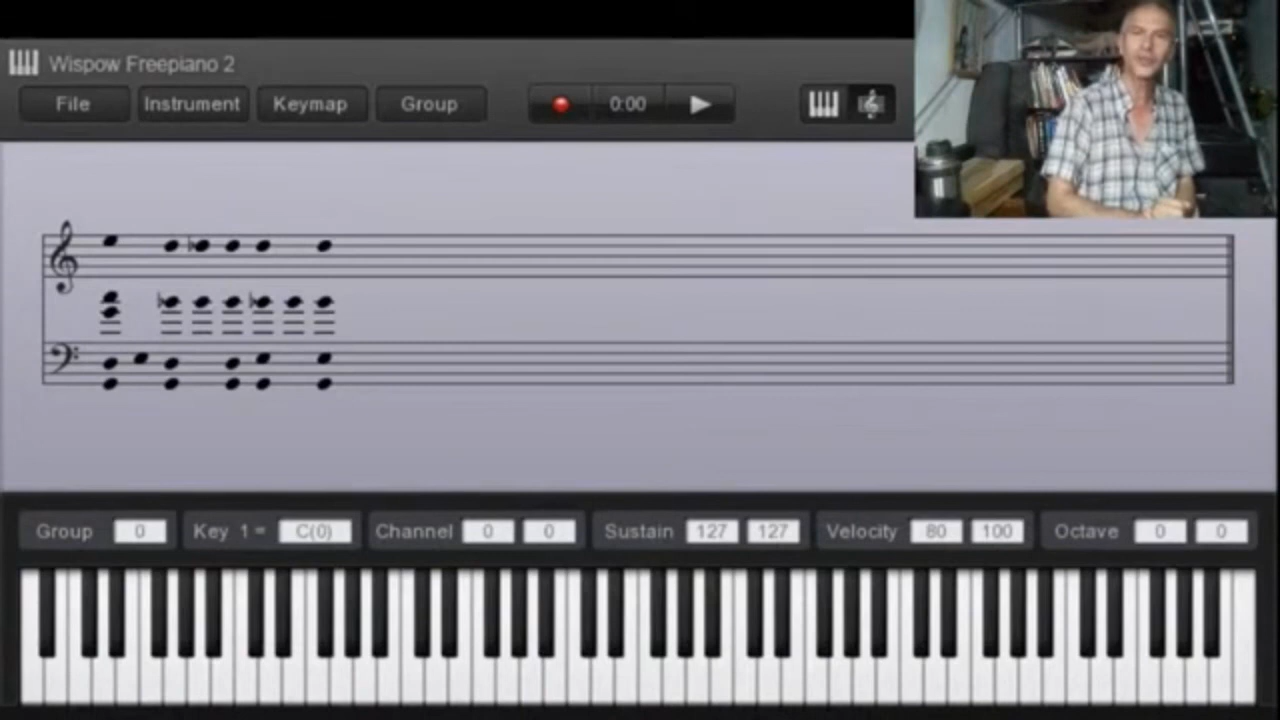 Wispow Freepiano 2
File Instrument Keymap Group 0:00
Group 0 Key 1= C(0) Channel 0 0 Sustain 127 127 Velocity 80 100 Octave 0 0